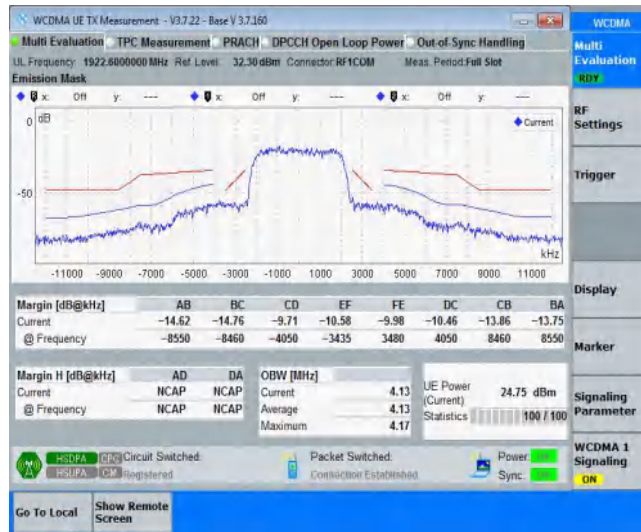 WCDMA UE TX Measurement - V3.7.22 - Base V 3.7.160
WCDMA
Multi Evaluation TPC Measurement PRACH DPCCH Open Loop Power Out-of-Sync Handling
UL Frequency: 1922.6000000 MHz Ref. Level: 32.30 dBm Connector: RF1COM Meas. Period: Full Slot
Emission Mask
x: Off y: --- x: Off y: --- x: Off y: ---
dB
Current
0
-50
kHz
-11000 -9000 -7000 -5000 -3000 -1000 1000 3000 5000 7000 9000 11000
Margin [dB@kHz] AB BC CD EF FE DC CB BA
Current -14.62 -14.76 -9.71 -10.58 -9.98 -10.46 -13.86 -13.75
@ Frequency -8550 -8460 -4050 -3435 3480 4050 8460 8550
Margin H [dB@kHz] AD DA
Current NCAP NCAP
@ Frequency NCAP NCAP
OBW [MHz]
Current 4.13
Average 4.13
Maximum 4.17
UE Power
(Current) 24.75 dBm
Statistics 100 / 100
HSDPA CPC Circuit Switched: Packet Switched: Power:
HSUPA CM Registered Connection Established Sync:
Multi
Evaluation
RDY
RF
Settings
Trigger
Display
Marker
Signaling
Parameter
WCDMA 1
Signaling
ON
Go To Local
Show Remote
Screen